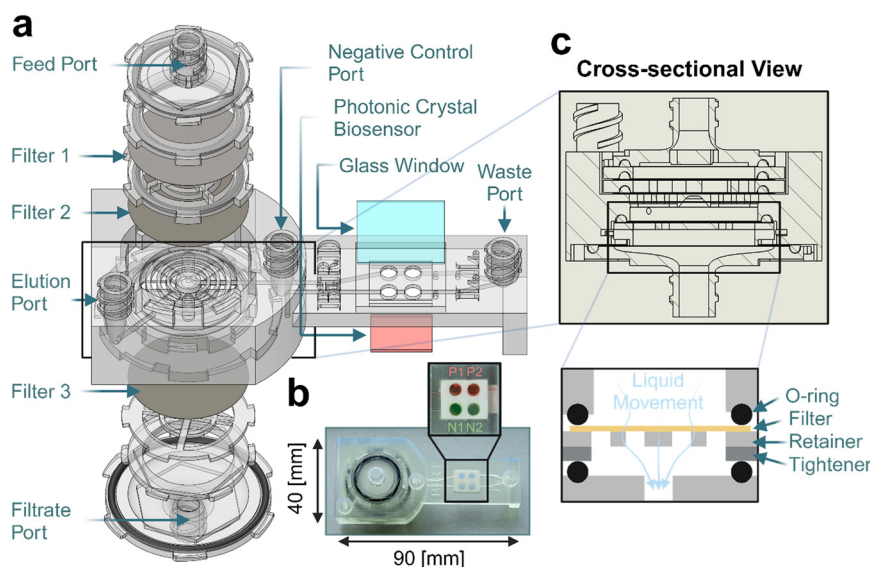 a
Feed Port
Filter 1
Filter 2
Elution
Port
Filter 3
Filtrate
Port
Negative Control
Port
Photonic Crystal
Biosensor
Glass Window
Waste
Port
b
P1 P2
N1 N2
40 [mm]
90 [mm]
c
Cross-sectional View
Liquid
Movement
O-ring
Filter
Retainer
Tightener